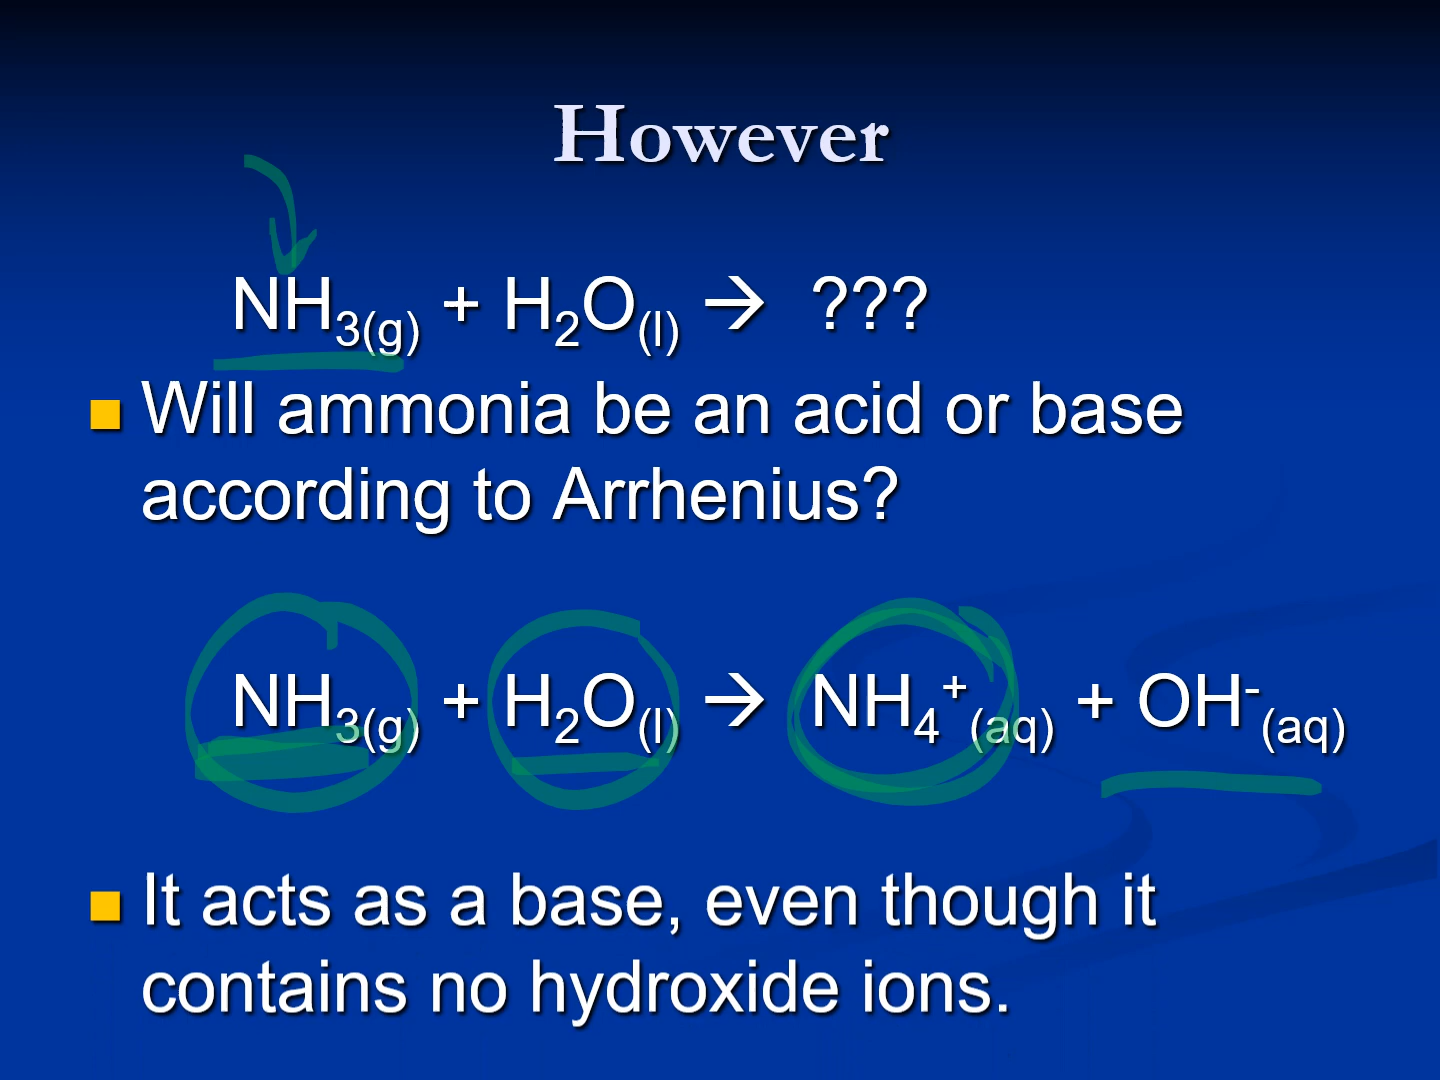 However
NH₃₍g₎ + H₂O₍l₎ → ???
Will ammonia be an acid or base
according to Arrhenius?
NH₃₍g₎ + H₂O₍l₎ → NH₄⁺₍aq₎ + OH⁻₍aq₎
It acts as a base, even though it
contains no hydroxide ions.